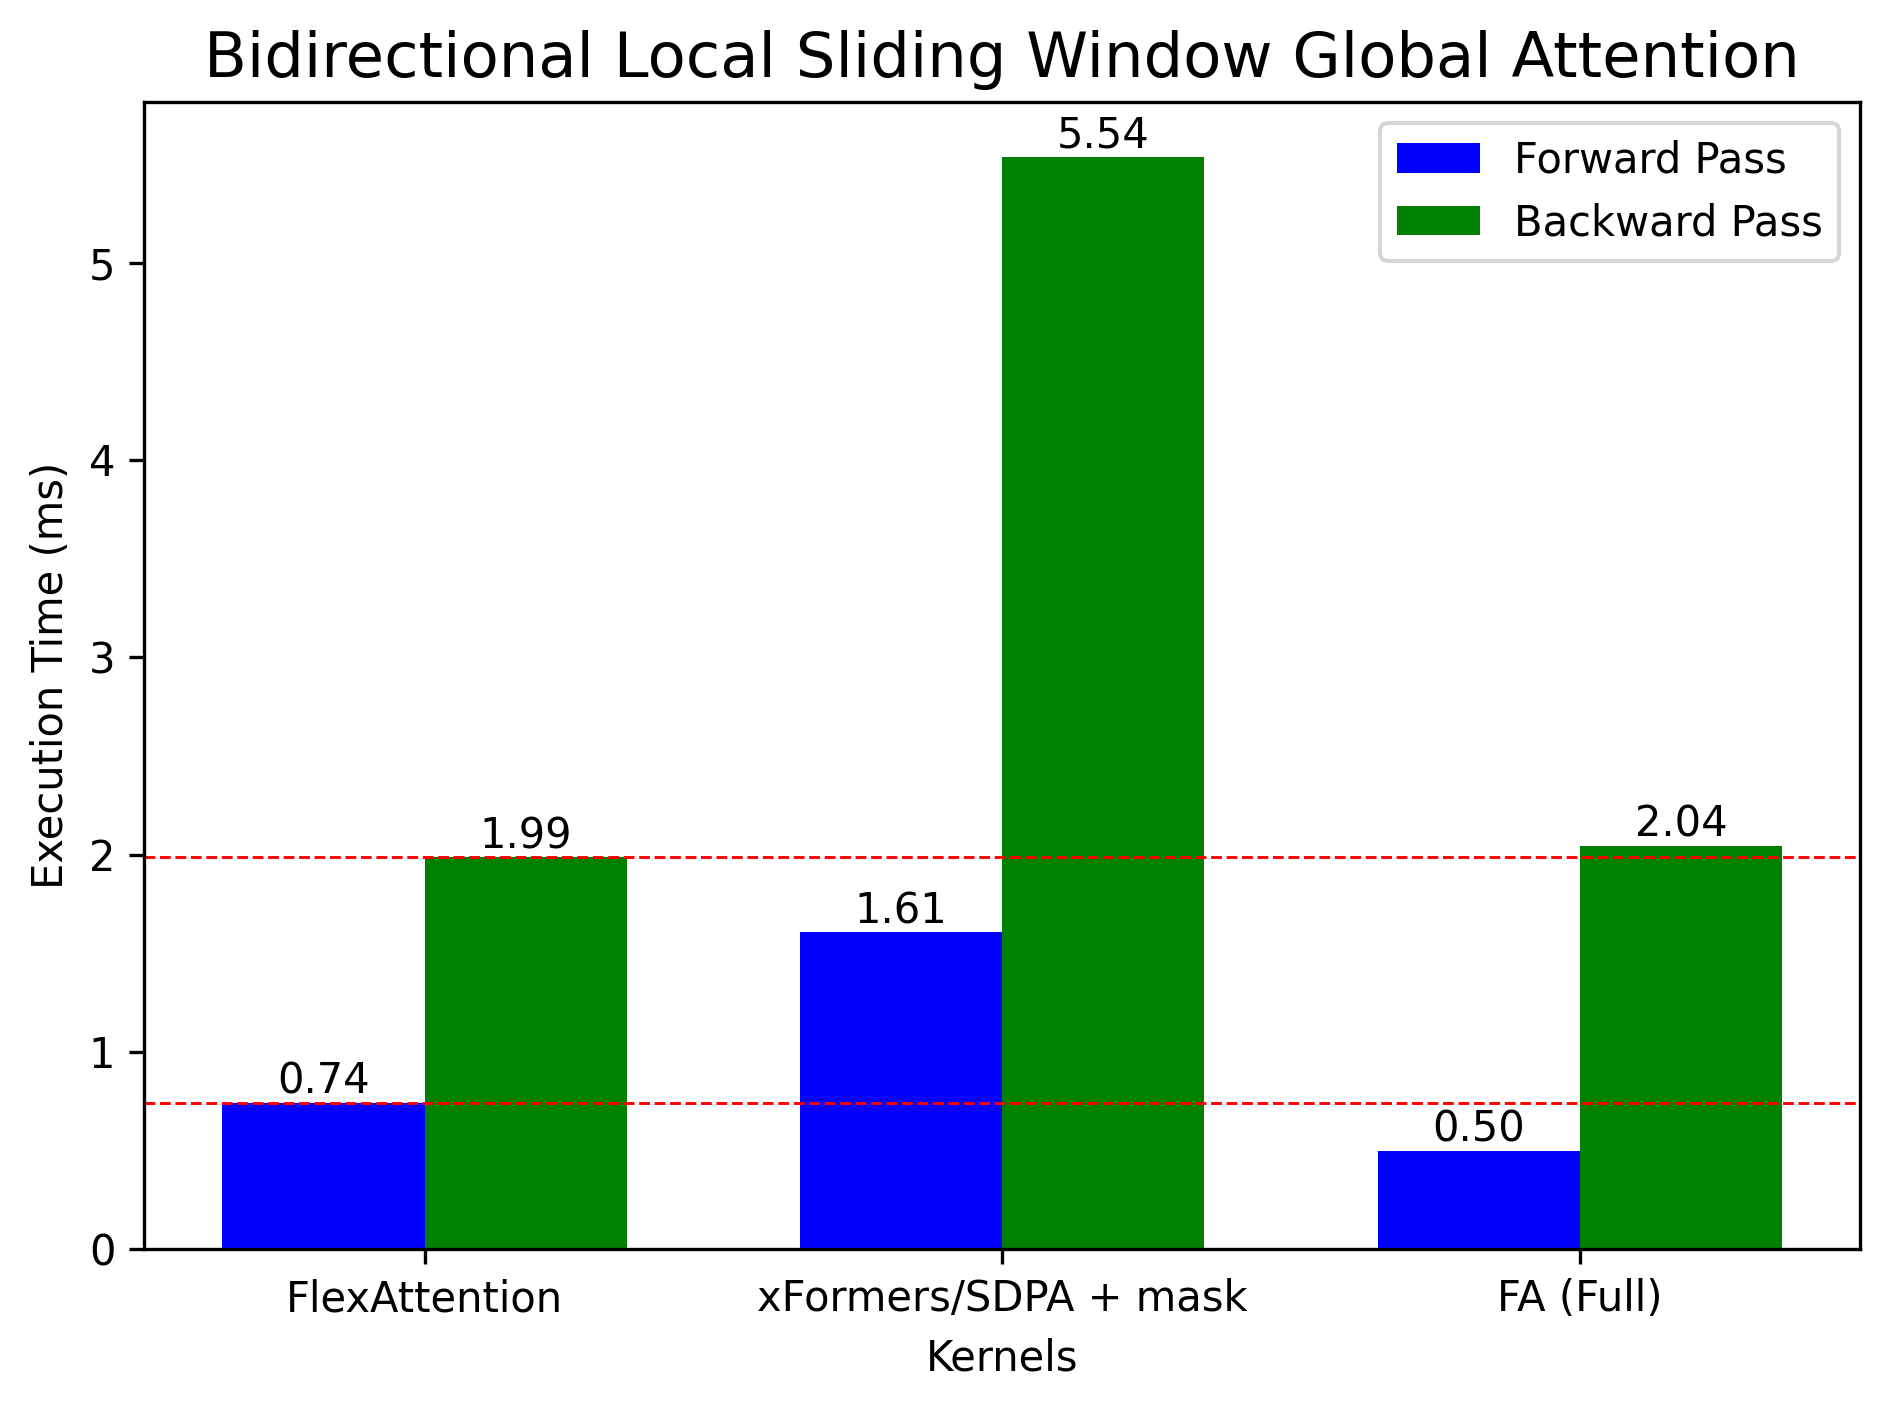 Bidirectional Local Sliding Window Global Attention
Forward Pass
Backward Pass
Execution Time (ms)
5
4
3
2
1
0
0.74
1.99
1.61
5.54
0.50
2.04
FlexAttention
xFormers/SDPA + mask
FA (Full)
Kernels